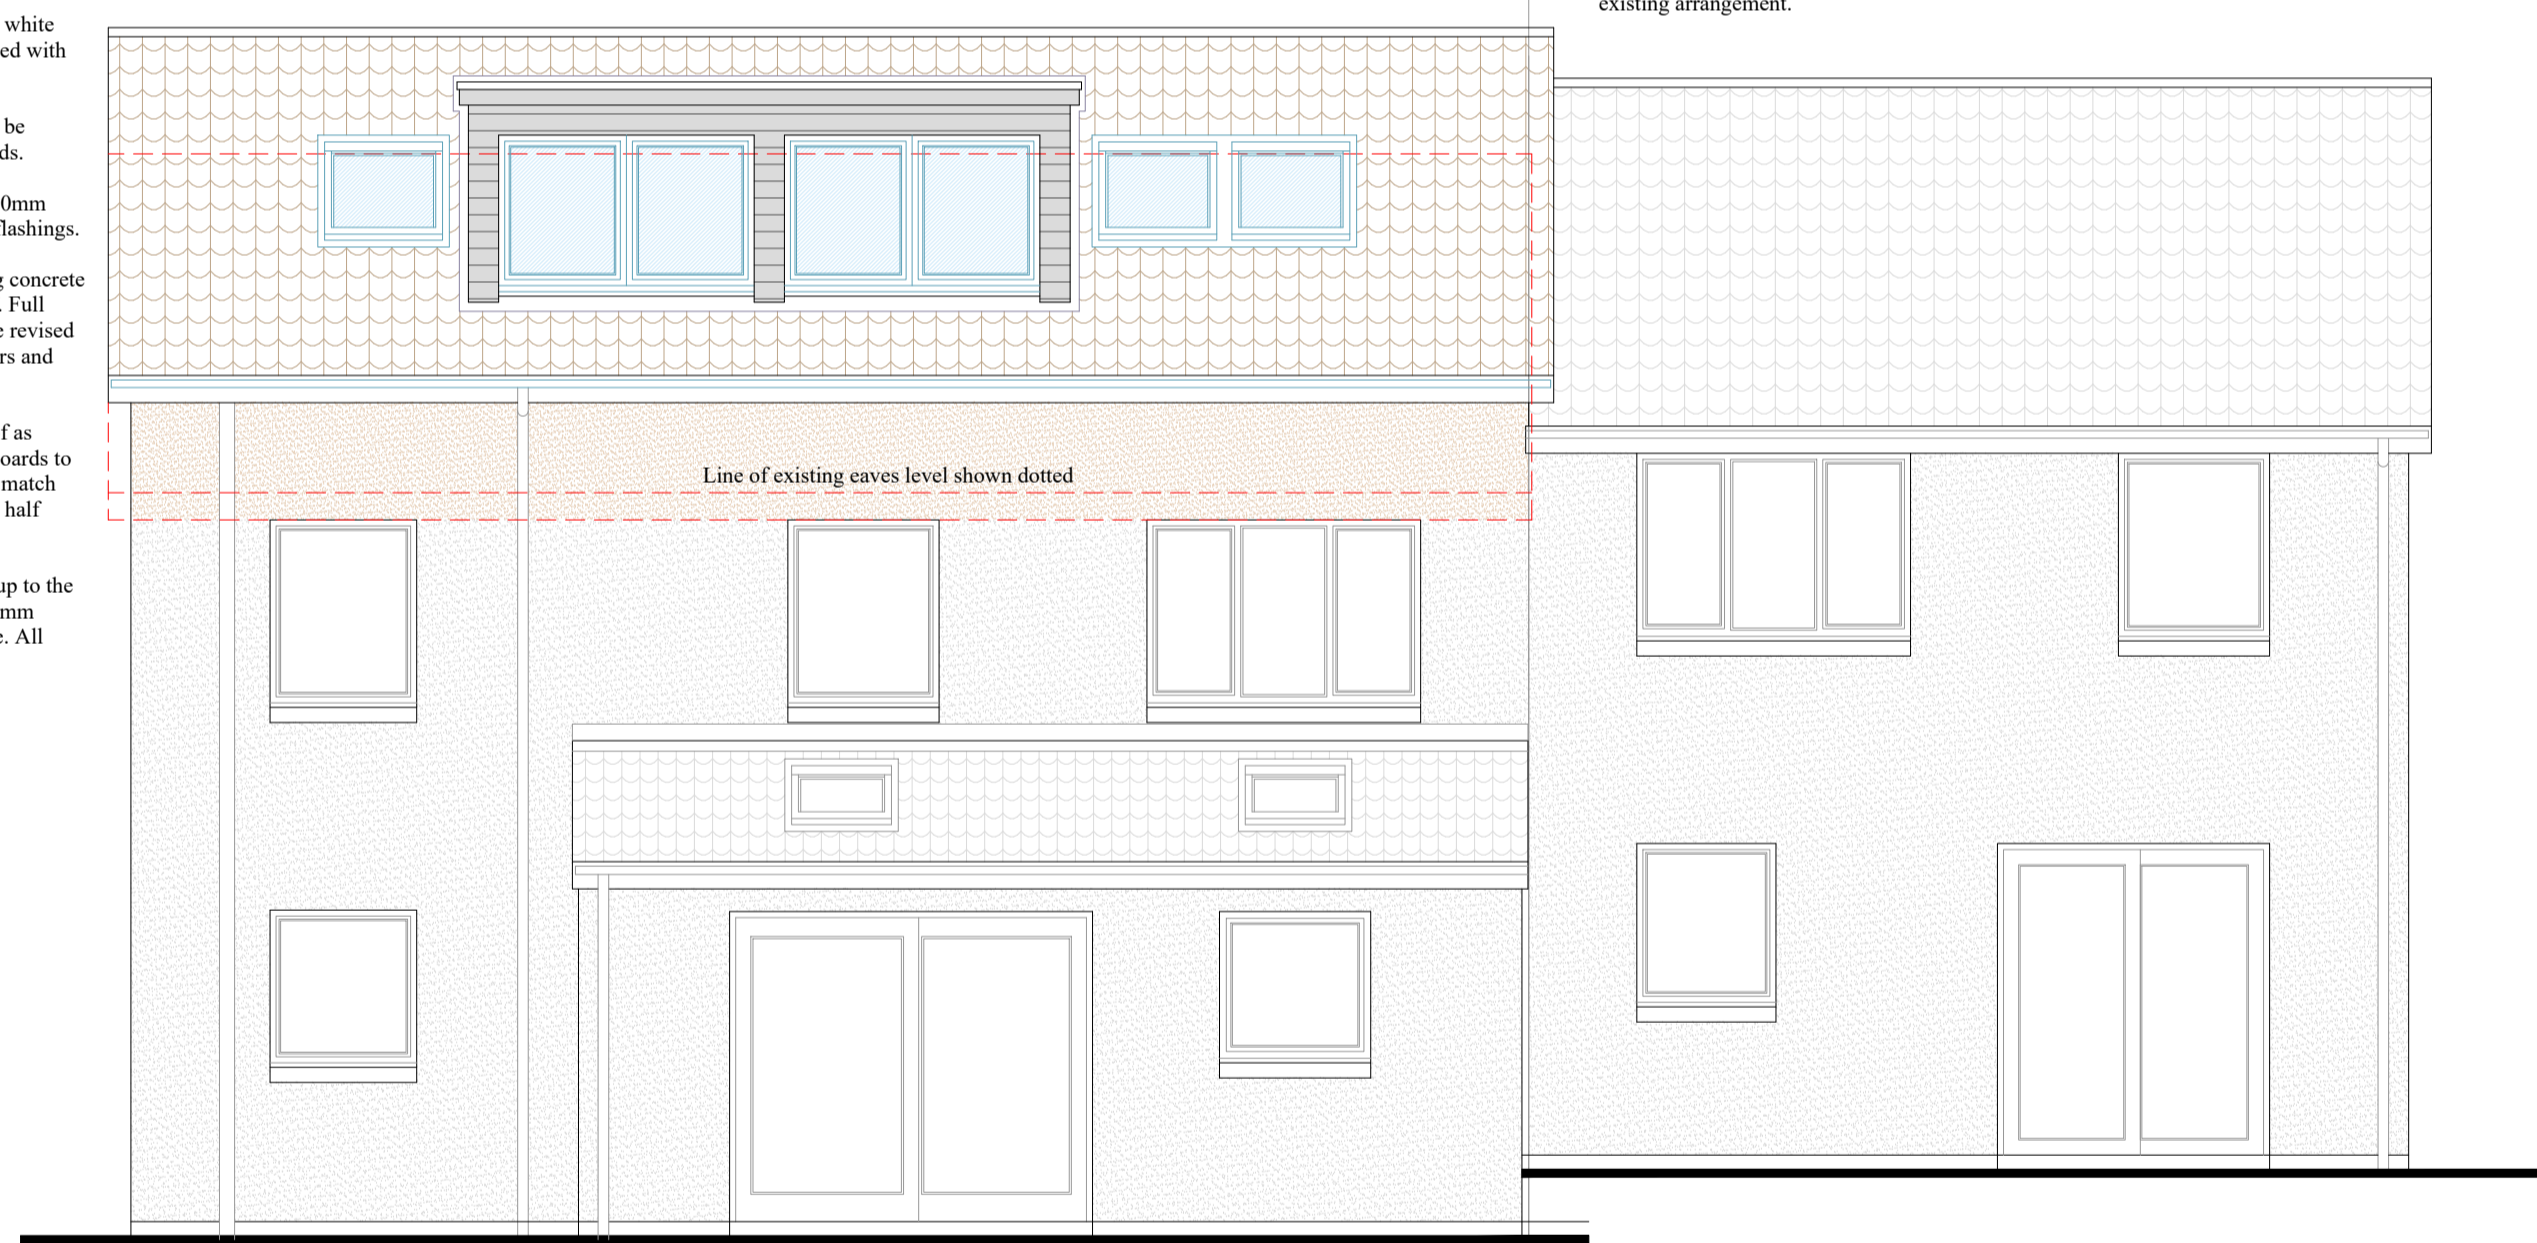 white
ed with
be
ds.
0mm
flashings.
g concrete
. Full
e revised
rs and
f as
oards to
match
half
up to the
mm
e. All
existing arrangement.
Line of existing eaves level shown dotted